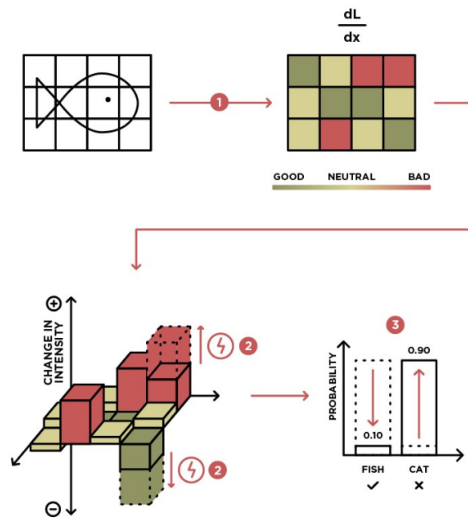 dL
dx
1
GOOD NEUTRAL BAD
+
CHANGE IN
INTENSITY
2
2
−
3
PROBABILITY
0.90
0.10
FISH CAT
✓ ×